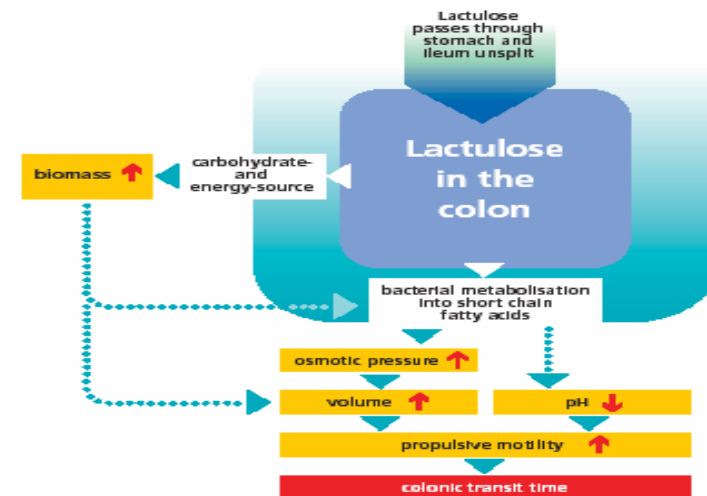 Lactulose
passes through
stomach and
ileum unsplit
Lactulose
in the
colon
carbohydrate-
and
energy-source
biomass
bacterial metabolisation
into short chain
fatty acids
osmotic pressure
volume
pH
propulsive motility
colonic transit time